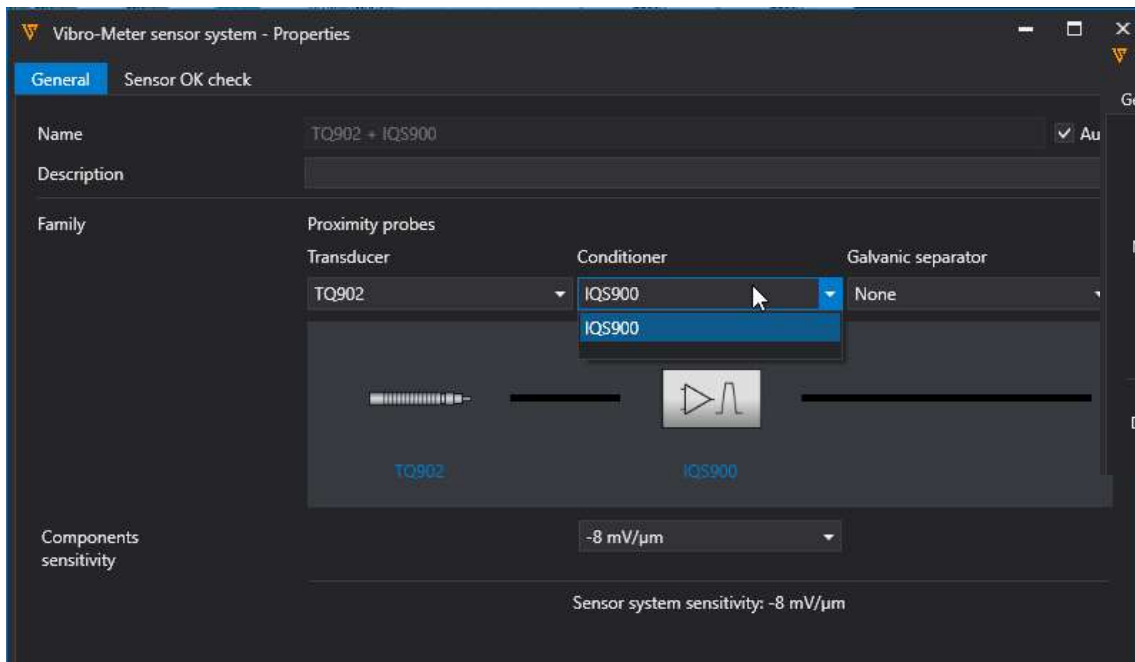 Vibro-Meter sensor system - Properties
General Sensor OK check
Name TQ902 + IQS900 Au
Description
Family Proximity probes
Transducer Conditioner Galvanic separator
TQ902 IQS900 None
IQS900
TQ902 IQS900
Components
sensitivity
-8 mV/μm
Sensor system sensitivity: -8 mV/μm